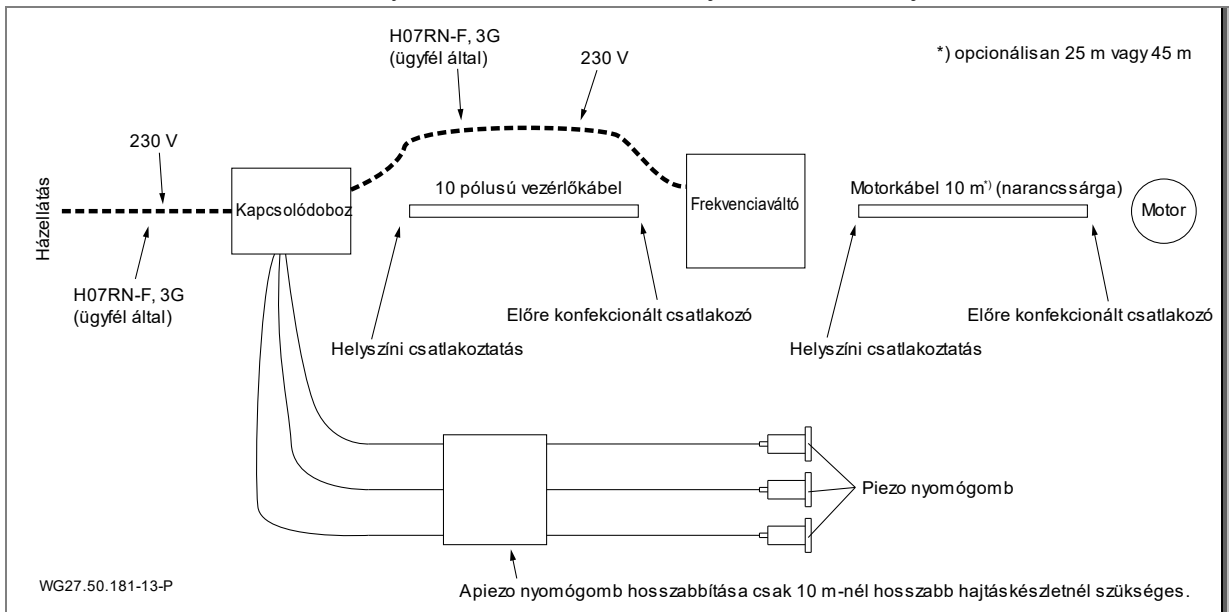 H07RN-F, 3G
(ügyfél által)
230 V
*) opcionálisan 25 m vagy 45 m
230 V
Házellátás
Kapcsolódoboz
10 pólusú vezérlőkábel
Frekvenciaváltó
Motorkábel 10 m*) (narancssárga)
Motor
H07RN-F, 3G
(ügyfél által)
Előre konfekcionált csatlakozó
Előre konfekcionált csatlakozó
Helyszíni csatlakoztatás
Helyszíni csatlakoztatás
Piezo nyomógomb
WG27.50.181-13-P
Apiezo nyomógomb hosszabbítása csak 10 m-nél hosszabb hajtáskészletnél szükséges.